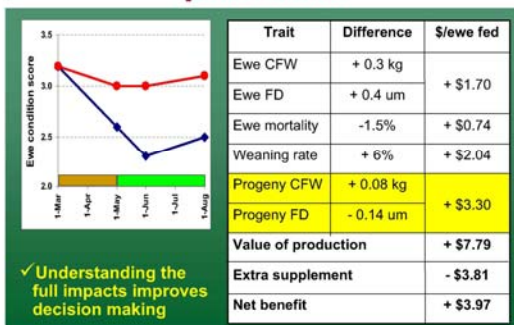 Ewe condition score
3.5
3.0
2.5
2.0
1-Mar
1-Apr
1-May
1-Jun
1-Jul
1-Aug
✓Understanding the
full impacts improves
decision making
Trait Difference $/ewe fed
Ewe CFW + 0.3 kg
+ $1.70
Ewe FD + 0.4 um
Ewe mortality -1.5% + $0.74
Weaning rate + 6% + $2.04
Progeny CFW + 0.08 kg
+ $3.30
Progeny FD - 0.14 um
Value of production + $7.79
Extra supplement - $3.81
Net benefit + $3.97